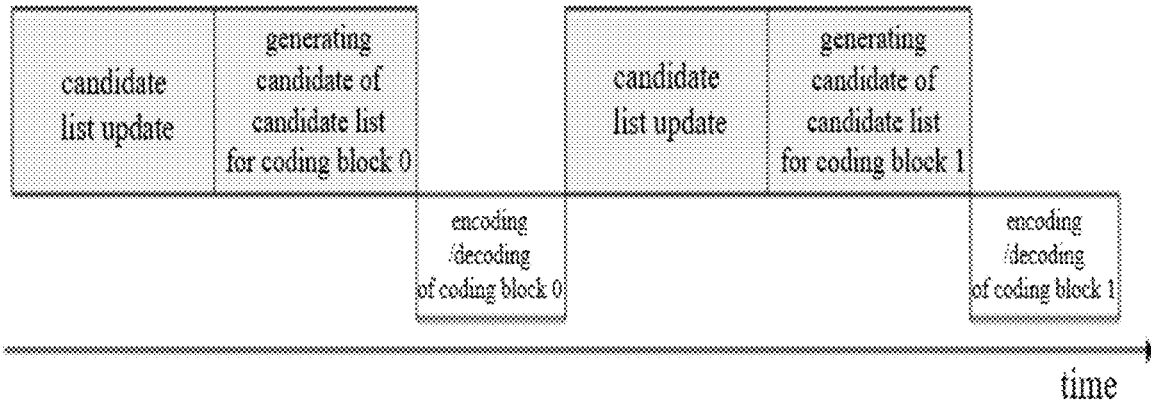 candidate
list update
generating
candidate of
candidate list
for coding block 0
encoding
/decoding
of coding block 0
candidate
list update
generating
candidate of
candidate list
for coding block 1
encoding
/decoding
of coding block 1
time